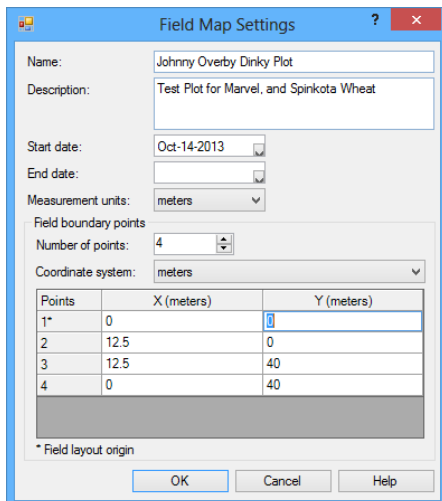 Field Map Settings ?
Name: Johnny Overby Dinky Plot
Description: Test Plot for Marvel, and Spinkota Wheat
Start date: Oct-14-2013
End date:
Measurement units: meters
Field boundary points
Number of points: 4
Coordinate system: meters
Points X (meters) Y (meters)
1* 0 0
2 12.5 0
3 12.5 40
4 0 40
* Field layout origin
OK Cancel Help